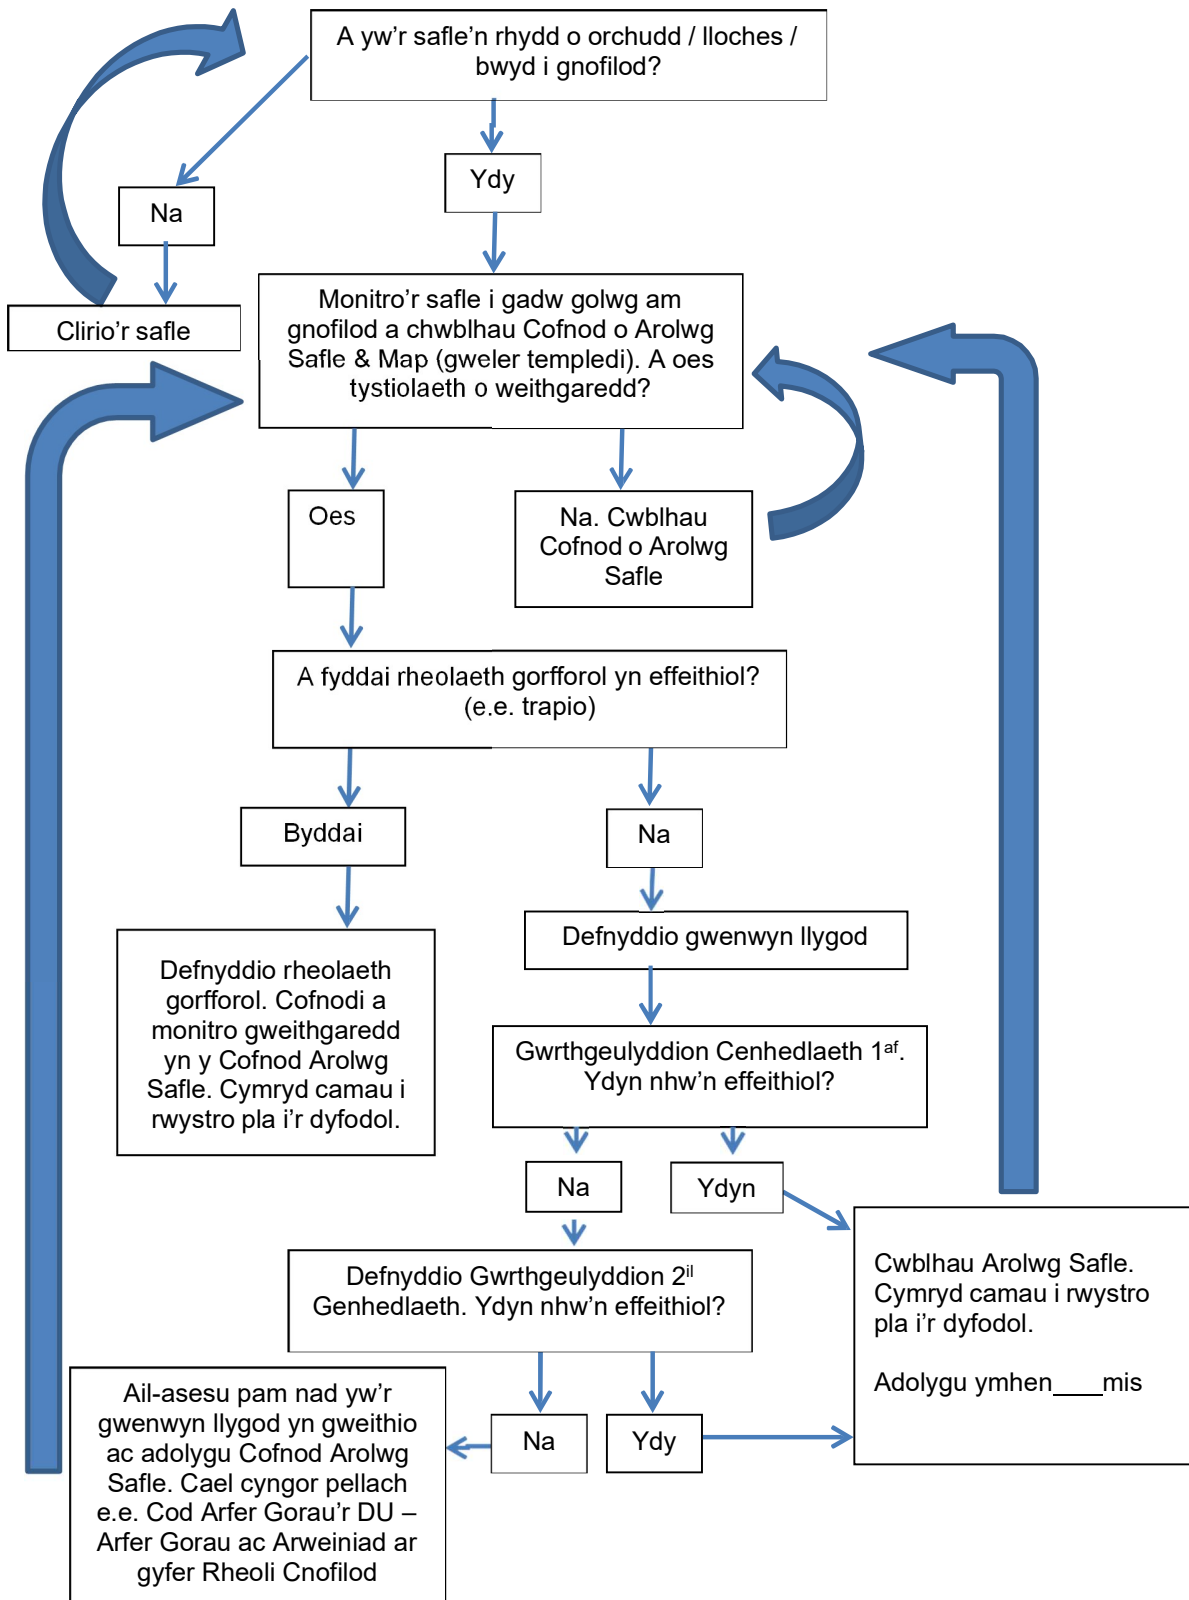 A yw'r safle'n rhydd o orchudd / lloches /
bwyd i gnofilod?
Ydy
Na
Clirio'r safle
Monitro'r safle i gadw golwg am
gnofilod a chwblhau Cofnod o Arolwg
Safle & Map (gweler templedi). A oes
tystiolaeth o weithgaredd?
Oes
Na. Cwblhau
Cofnod o Arolwg
Safle
A fyddai rheolaeth gorfforol yn effeithiol?
(e.e. trapio)
Byddai
Na
Defnyddio rheolaeth
gorfforol. Cofnodi a
monitro gweithgaredd
yn y Cofnod Arolwg
Safle. Cymryd camau i
rwystro pla i'r dyfodol.
Defnyddio gwenwyn llygod
Gwrthgeulyddion Cenhedlaeth 1af.
Ydyn nhw'n effeithiol?
Na
Ydyn
Defnyddio Gwrthgeulyddion 2il
Genhedlaeth. Ydyn nhw'n effeithiol?
Cwblhau Arolwg Safle.
Cymryd camau i rwystro
pla i'r dyfodol.
Adolygu ymhen____mis
Na
Ydy
Ail-asesu pam nad yw'r
gwenwyn llygod yn gweithio
ac adolygu Cofnod Arolwg
Safle. Cael cyngor pellach
e.e. Cod Arfer Gorau'r DU –
Arfer Gorau ac Arweiniad ar
gyfer Rheoli Cnofilod